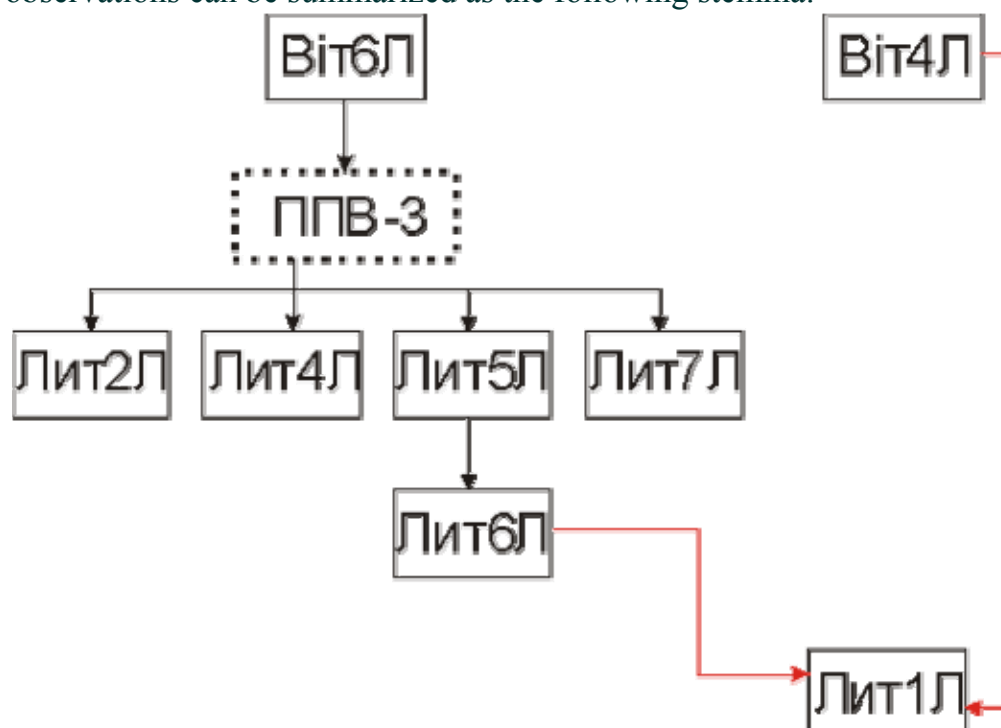 observations can be summarized as the following stemma:
Віт6Л Віт4Л
ППВ-3
Лит2Л Лит4Л Лит5Л Лит7Л
Лит6Л
Лит1Л